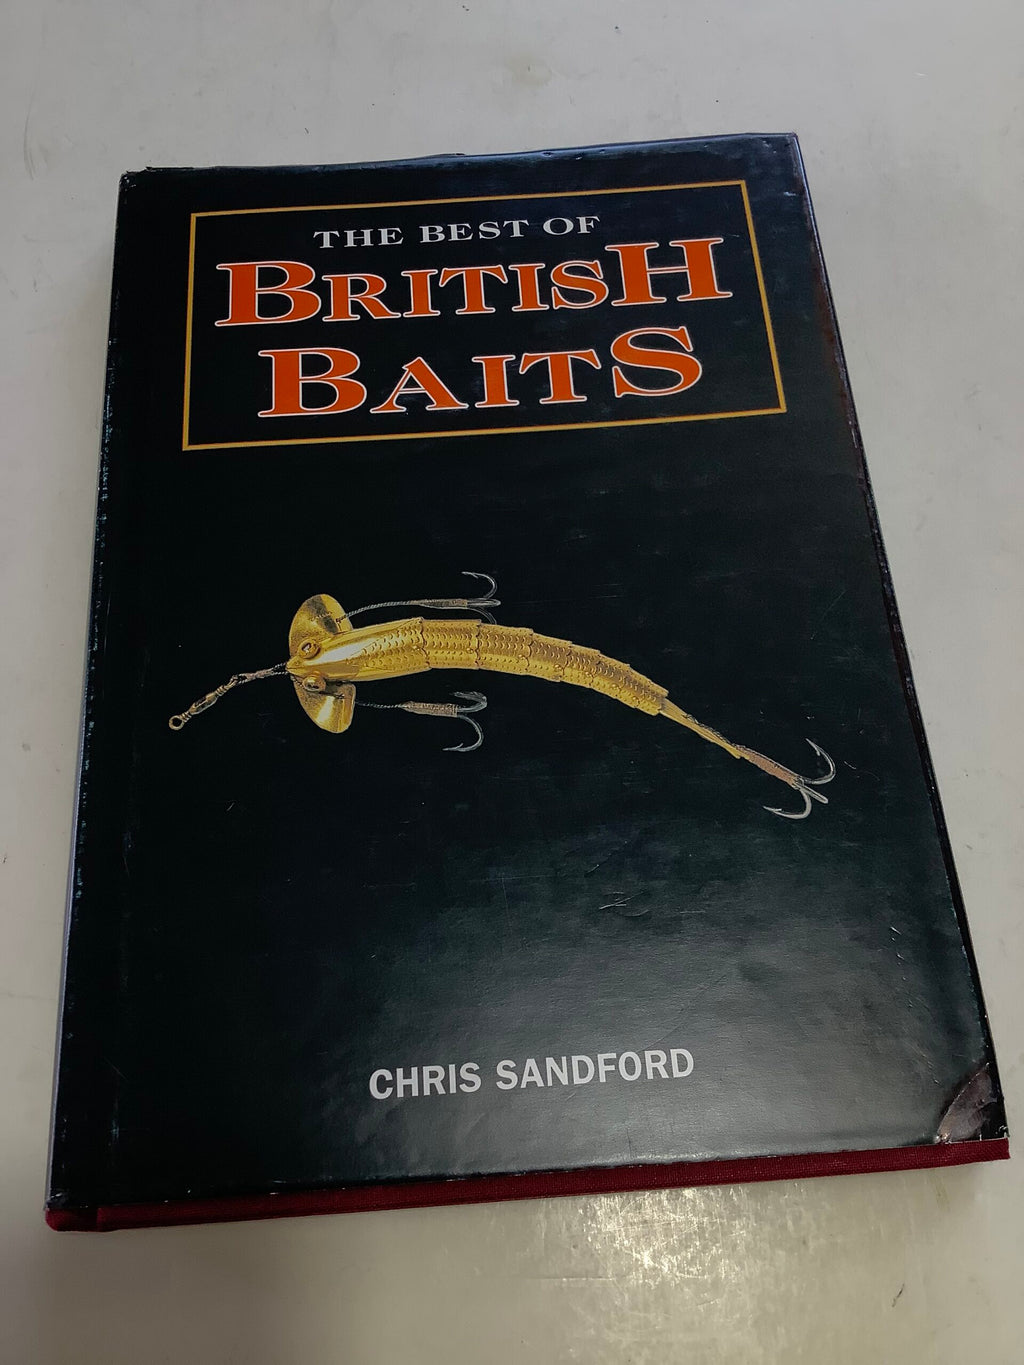 THE BEST OF
BRITISH
BAITS
CHRIS SANDFORD